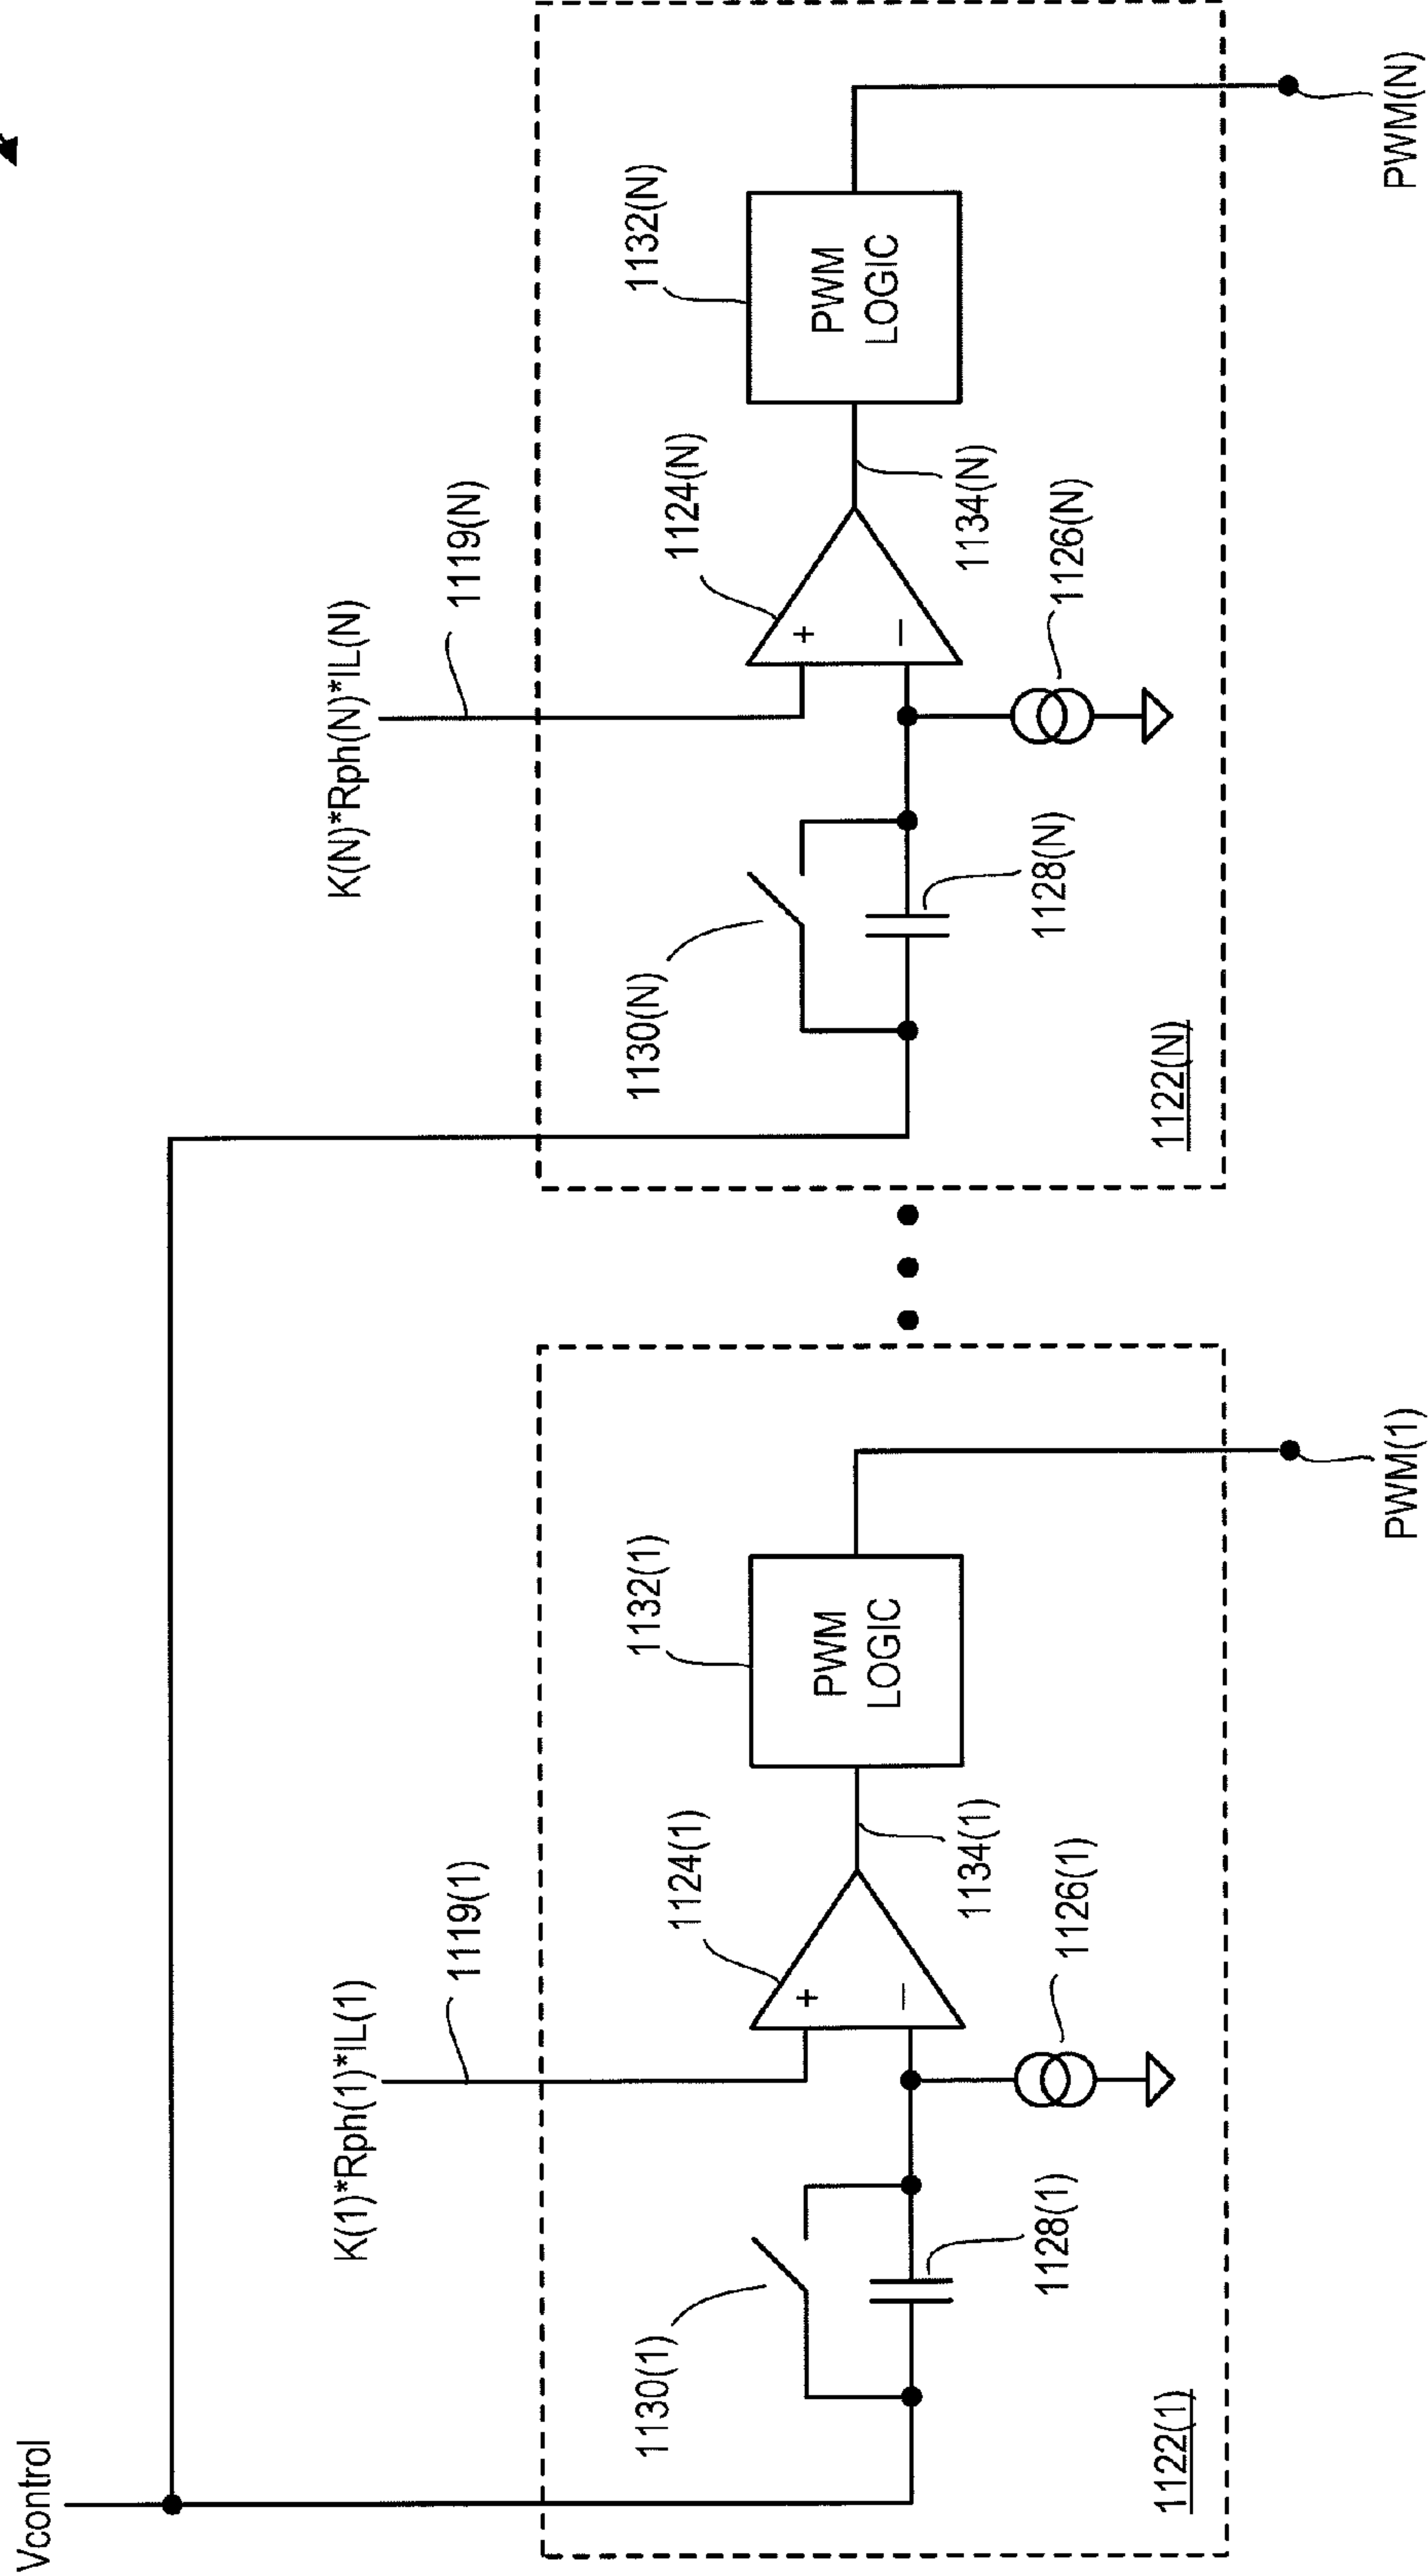 Vcontrol
K(1)*Rph(1)*IL(1)
1119(1)
K(N)*Rph(N)*IL(N)
1119(N)
1130(1)
1124(1)
1132(1)
1130(N)
1124(N)
1132(N)
+
−
PWM
LOGIC
+
−
PWM
LOGIC
1128(1)
1134(1)
1126(1)
1128(N)
1134(N)
1126(N)
1122(1)
1122(N)
PWM(1)
PWM(N)